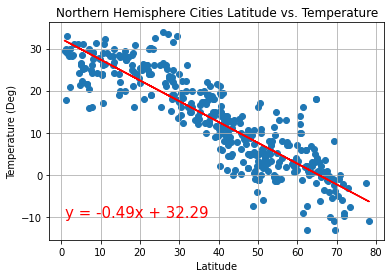 Northern Hemisphere Cities Latitude vs. Temperature
Temperature (Deg)
30
20
10
0
−10
y = -0.49x + 32.29
0 10 20 30 40 50 60 70 80
Latitude